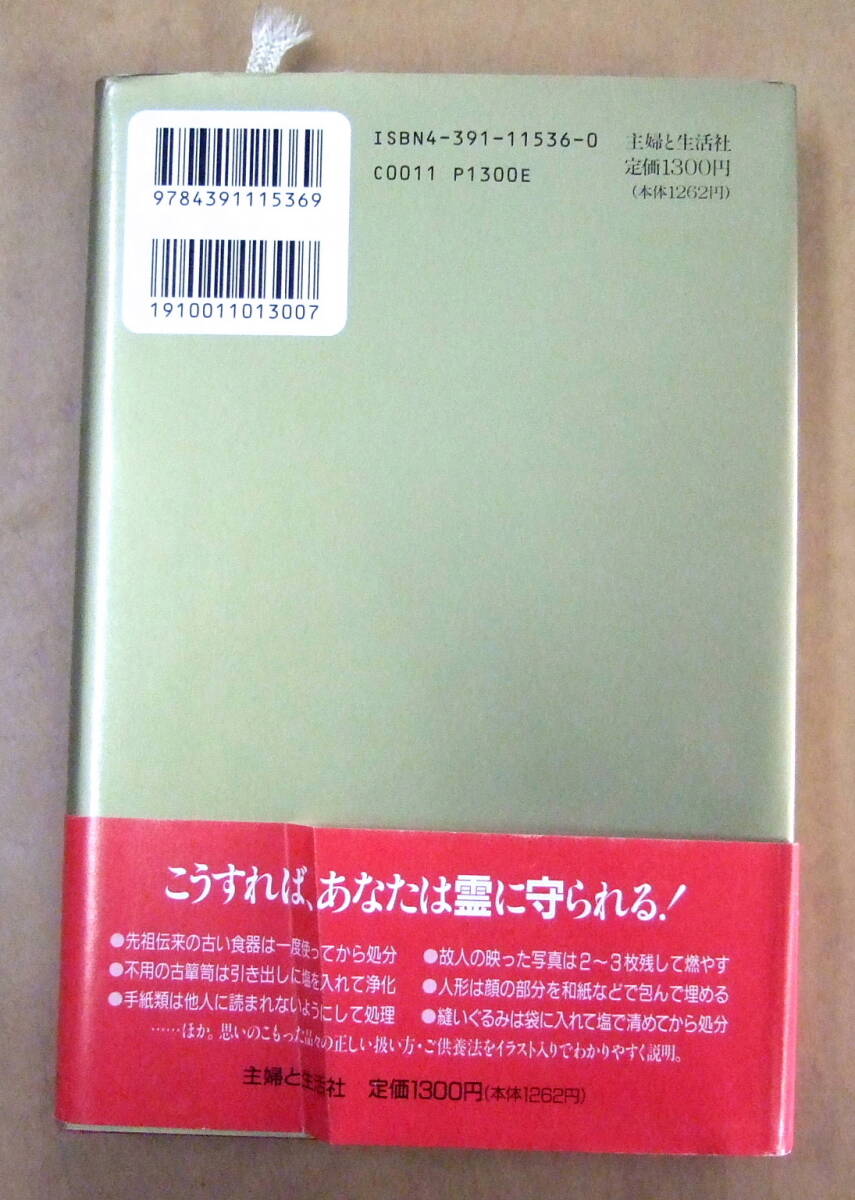 9784391115369
1910011013007
ISBN4-391-11536-0
C0011 P1300E
主婦と生活社
定価1300円
(本体1262円)
こうすれば、あなたは霊に守られる!
●先祖伝来の古い食器は一度使ってから処分
●不用の古簞笥は引き出しに塩を入れて浄化
●手紙類は他人に読まれないようにして処理
●故人の映った写真は2～3枚残して燃やす
●人形は顔の部分を和紙などで包んで埋める
●縫いぐるみは袋に入れて塩で清めてから処分
……ほか。思いのこもった品々の正しい扱い方・ご供養法をイラスト入りでわかりやすく説明。
主婦と生活社 定価1300円(本体1262円)